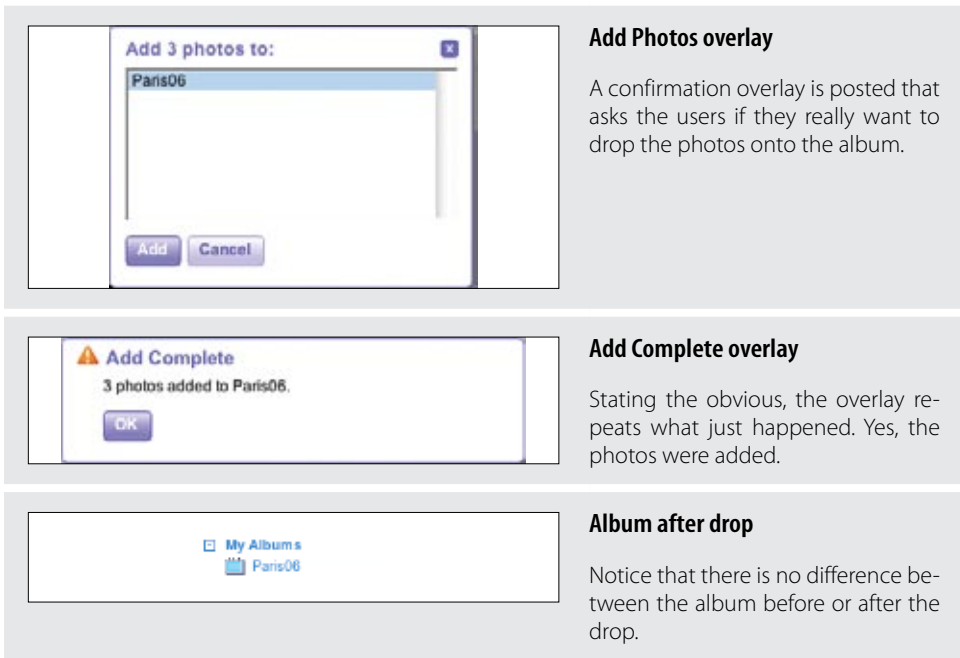 Add 3 photos to:
Paris06
Add
Cancel
Add Photos overlay
A confirmation overlay is posted that
asks the users if they really want to
drop the photos onto the album.
Add Complete
3 photos added to Paris06.
OK
Add Complete overlay
Stating the obvious, the overlay re-
peats what just happened. Yes, the
photos were added.
My Albums
Paris06
Album after drop
Notice that there is no difference be-
tween the album before or after the
drop.